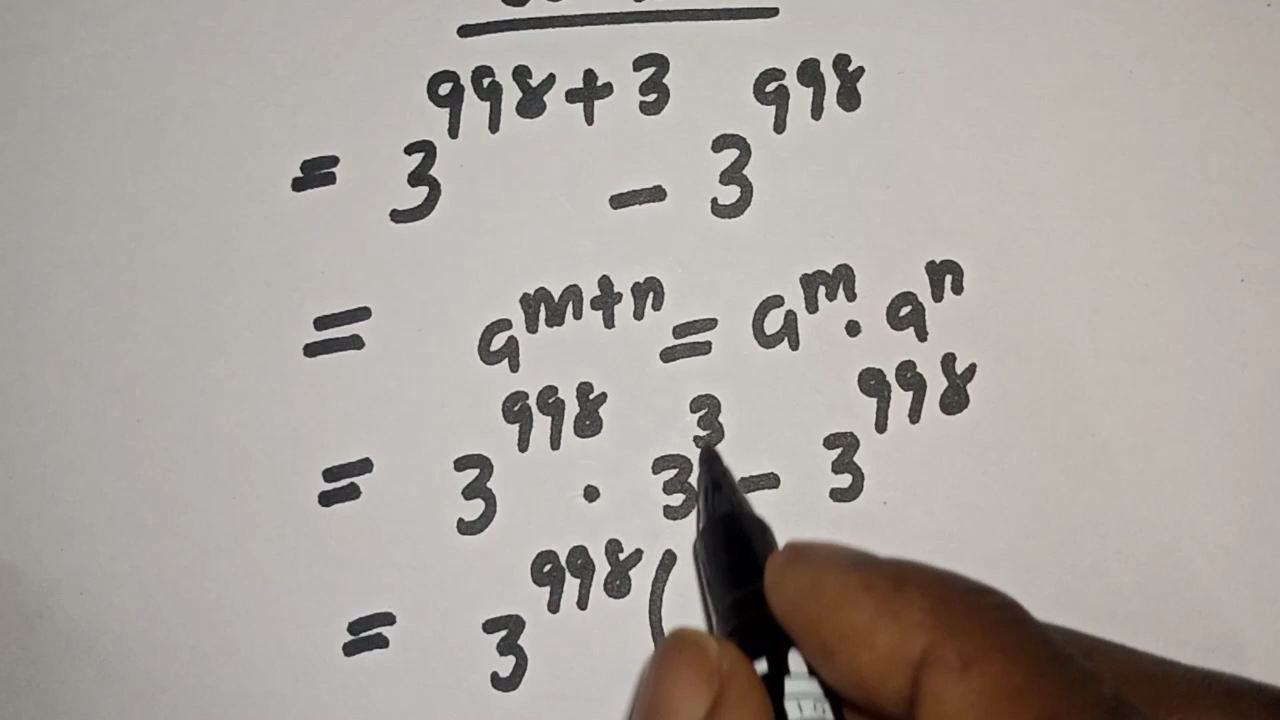 = 3^998+3 - 3^998
= a^m+n = a^m · a^n
= 3^998 · 3^3 - 3^998
= 3^998 (